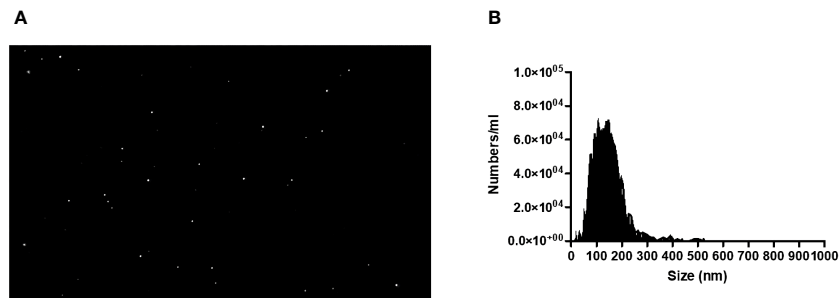 A
B
1.0×10⁰⁵
8.0×10⁰⁴
6.0×10⁰⁴
4.0×10⁰⁴
2.0×10⁰⁴
0.0×10⁺⁰⁰
Numbers/ml
0 100 200 300 400 500 600 700 800 900 1000
Size (nm)